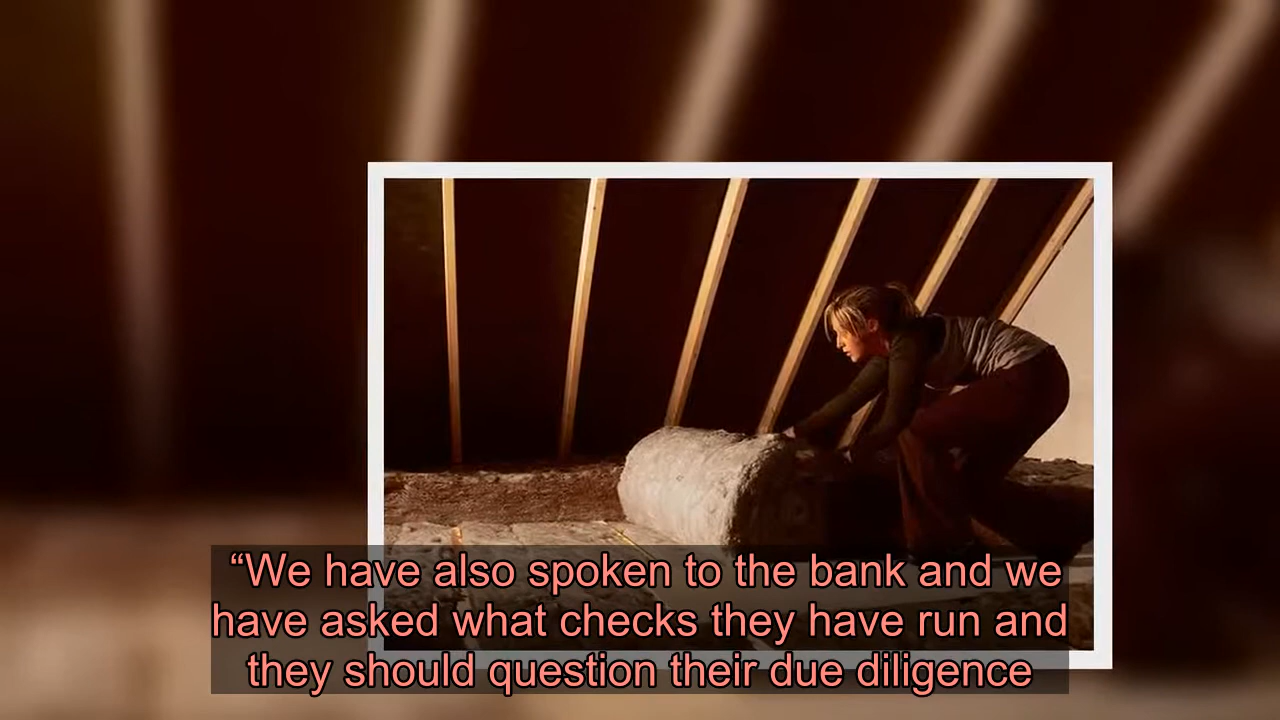 “We have also spoken to the bank and we
have asked what checks they have run and
they should question their due diligence